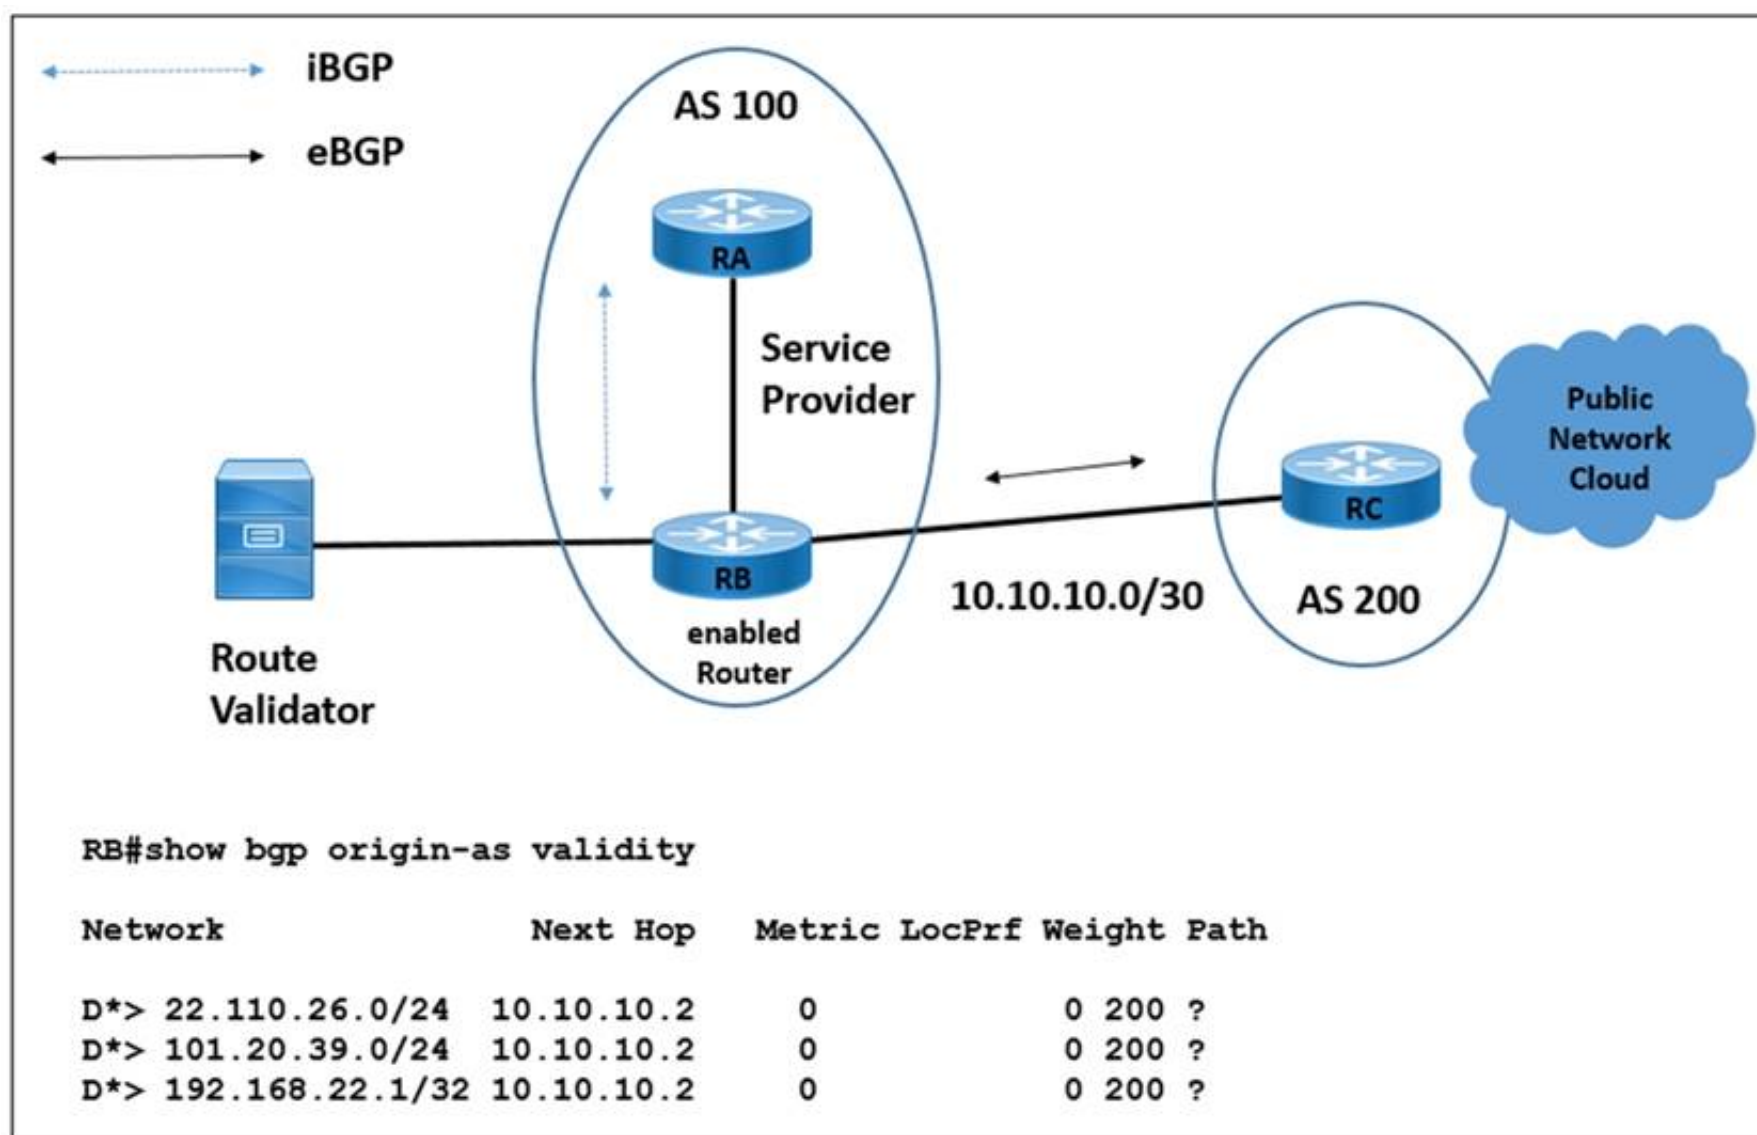 iBGP
eBGP
AS 100
RA
Service
Provider
Public
Network
Cloud
RC
RB
10.10.10.0/30
AS 200
enabled
Router
Route
Validator
RB#show bgp origin-as validity
Network Next Hop Metric LocPrf Weight Path
D*> 22.110.26.0/24 10.10.10.2 0 0 200 ?
D*> 101.20.39.0/24 10.10.10.2 0 0 200 ?
D*> 192.168.22.1/32 10.10.10.2 0 0 200 ?